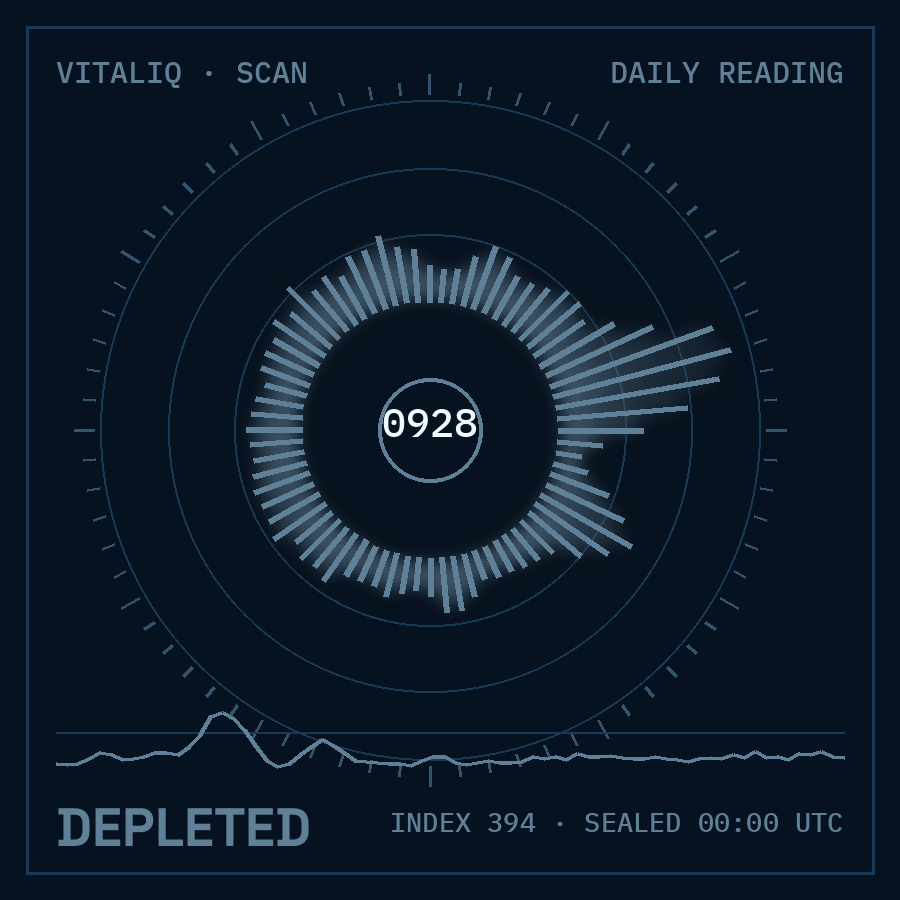 VITALIQ · SCAN
DAILY READING
0928
DEPLETED
INDEX 394 · SEALED 00:00 UTC